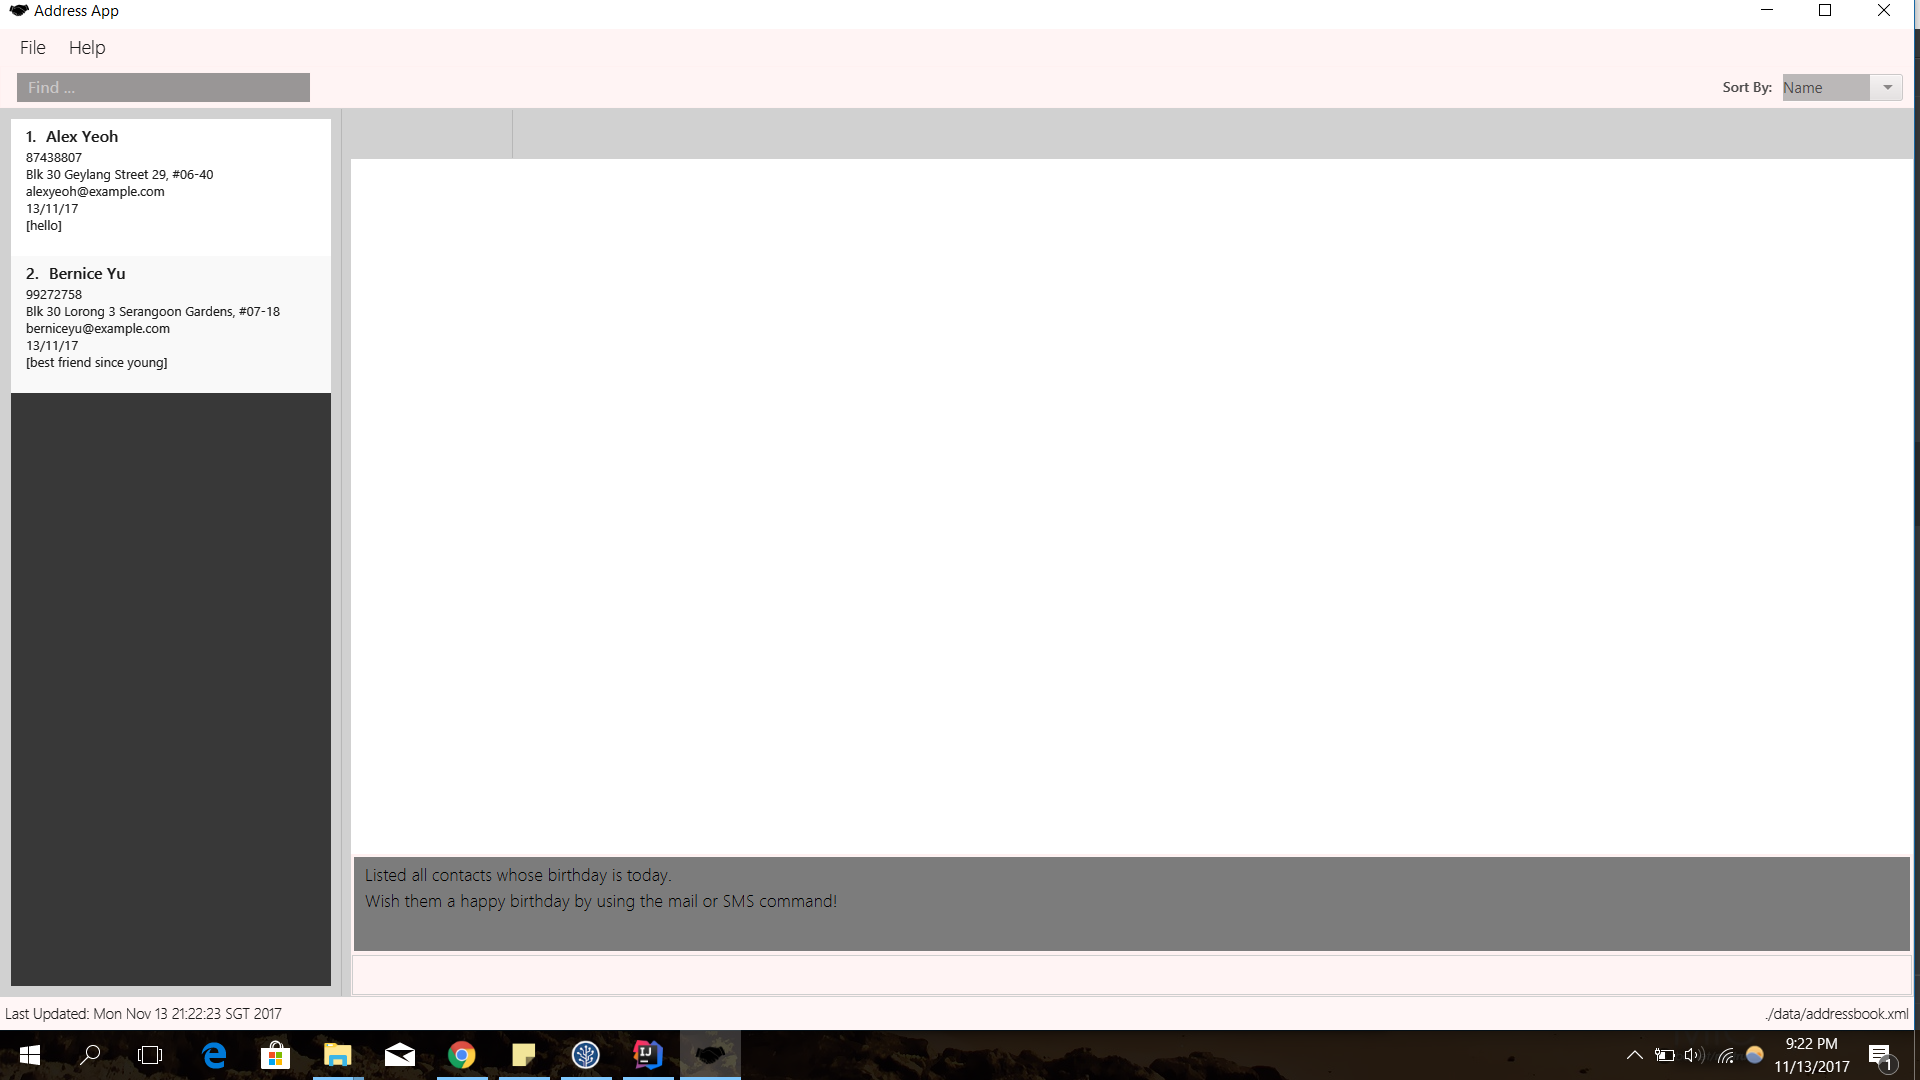 Address App
File Help
Find ...
Sort By: Name
1. Alex Yeoh
87438807
Blk 30 Geylang Street 29, #06-40
alexyeoh@example.com
13/11/17
[hello]
2. Bernice Yu
99272758
Blk 30 Lorong 3 Serangoon Gardens, #07-18
berniceyu@example.com
13/11/17
[best friend since young]
Listed all contacts whose birthday is today.
Wish them a happy birthday by using the mail or SMS command!
Last Updated: Mon Nov 13 21:22:23 SGT 2017
./data/addressbook.xml
IJ
9:22 PM
11/13/2017
1